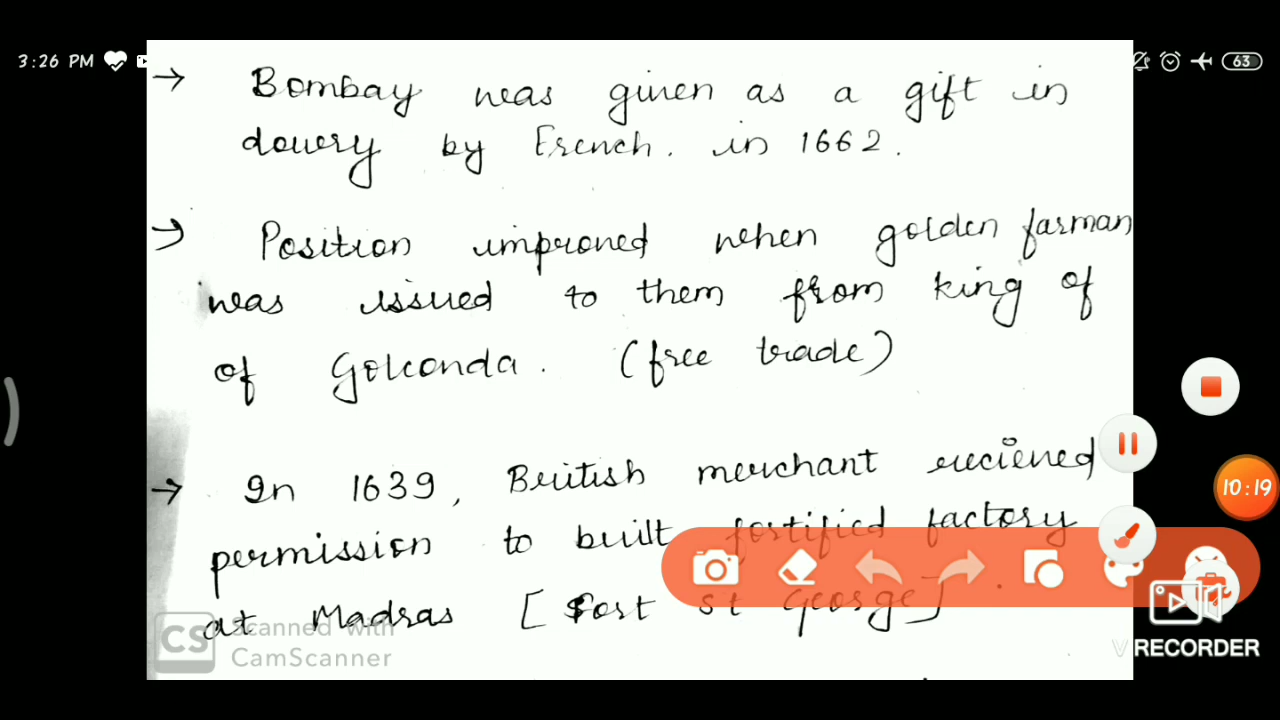 3:26 PM
63
→ Bombay was given as a gift in
dowry by French. in 1662.
→ Position improved when golden farman
was issued to them from king of
of Golconda. (free trade)
→ In 1639, British merchant recieved
permission to built fortified factory
at Madras [Fort St George].
10:19
CS Scanned with
CamScanner
V RECORDER